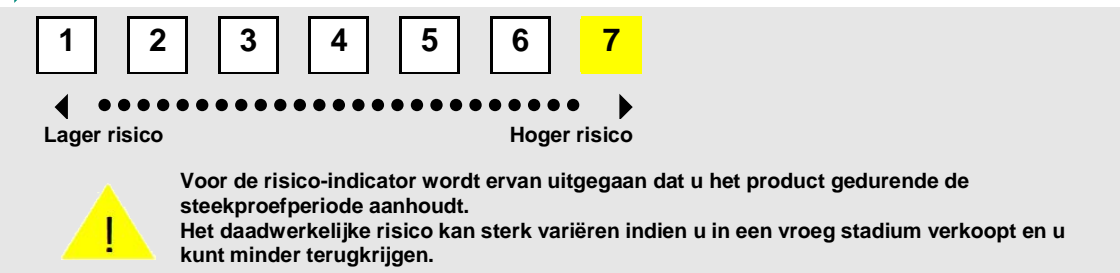 1 2 3 4 5 6 7
Lager risico Hoger risico
Voor de risico-indicator wordt ervan uitgegaan dat u het product gedurende de
steekproefperiode aanhoudt.
!
Het daadwerkelijke risico kan sterk variëren indien u in een vroeg stadium verkoopt en u
kunt minder terugkrijgen.